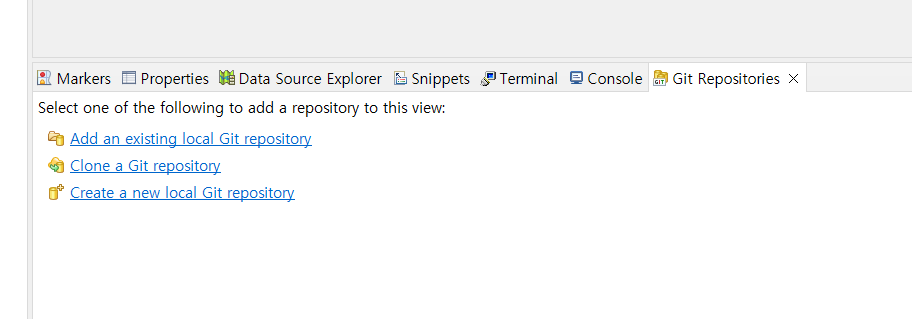 Markers Properties Data Source Explorer Snippets Terminal Console GIT Git Repositories
Select one of the following to add a repository to this view:
Add an existing local Git repository
Clone a Git repository
Create a new local Git repository